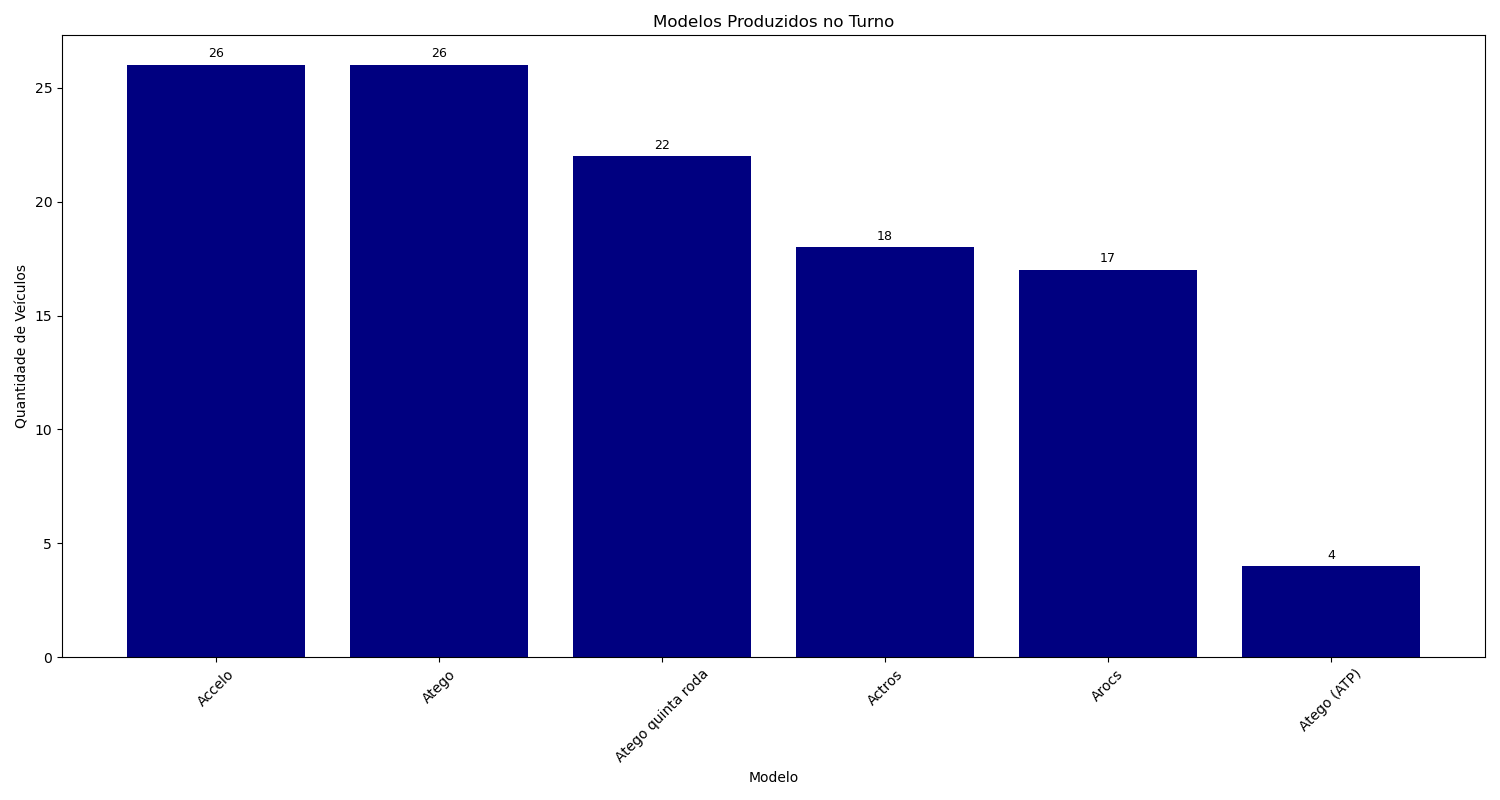 Modelos Produzidos no Turno
26
26
22
18
17
4
25
20
15
10
5
0
Quantidade de Veículos
Accelo
Atego
Atego quinta roda
Actros
Arocs
Atego (ATP)
Modelo